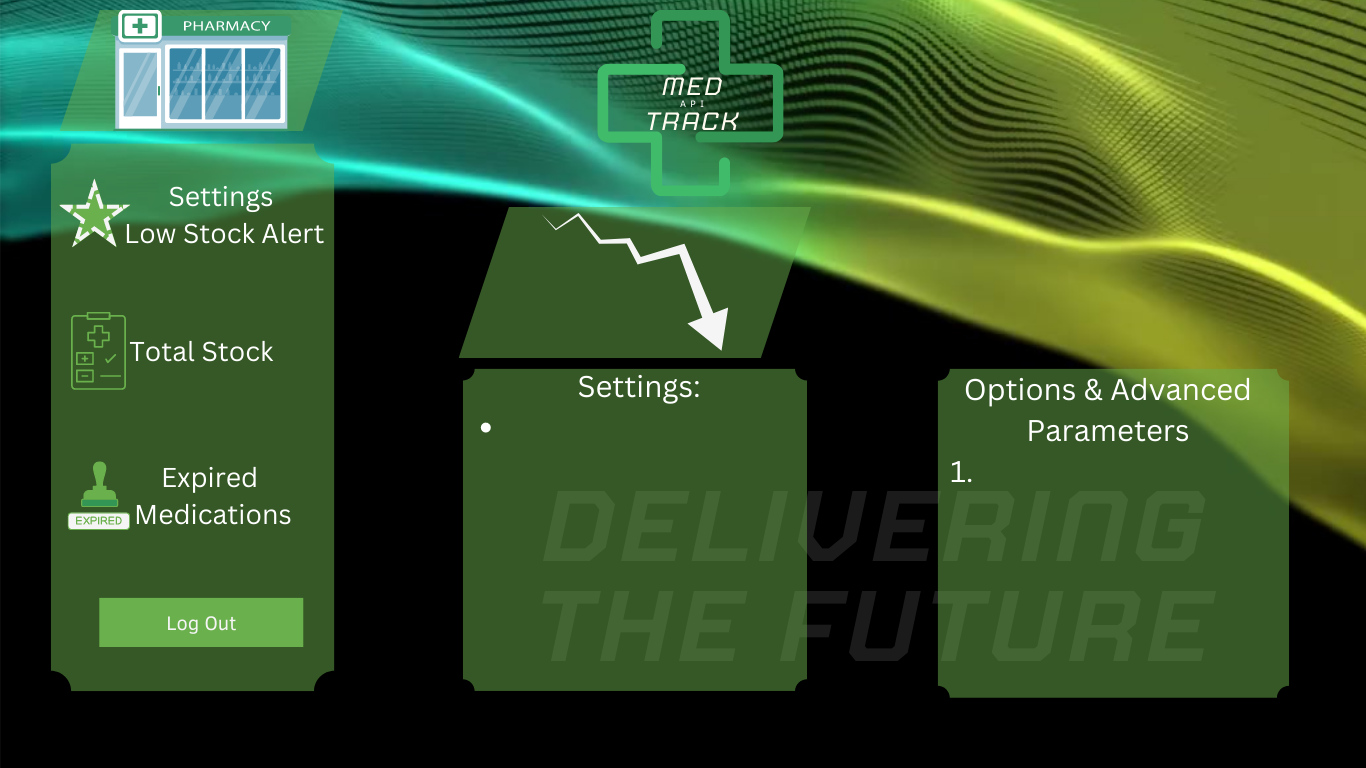 PHARMACY
MED
API
TRACK
Settings
Low Stock Alert
Total Stock
EXPIRED
Expired
Medications
Log Out
Settings:
•
Options & Advanced
Parameters
1.
DELIVERING
THE FUTURE